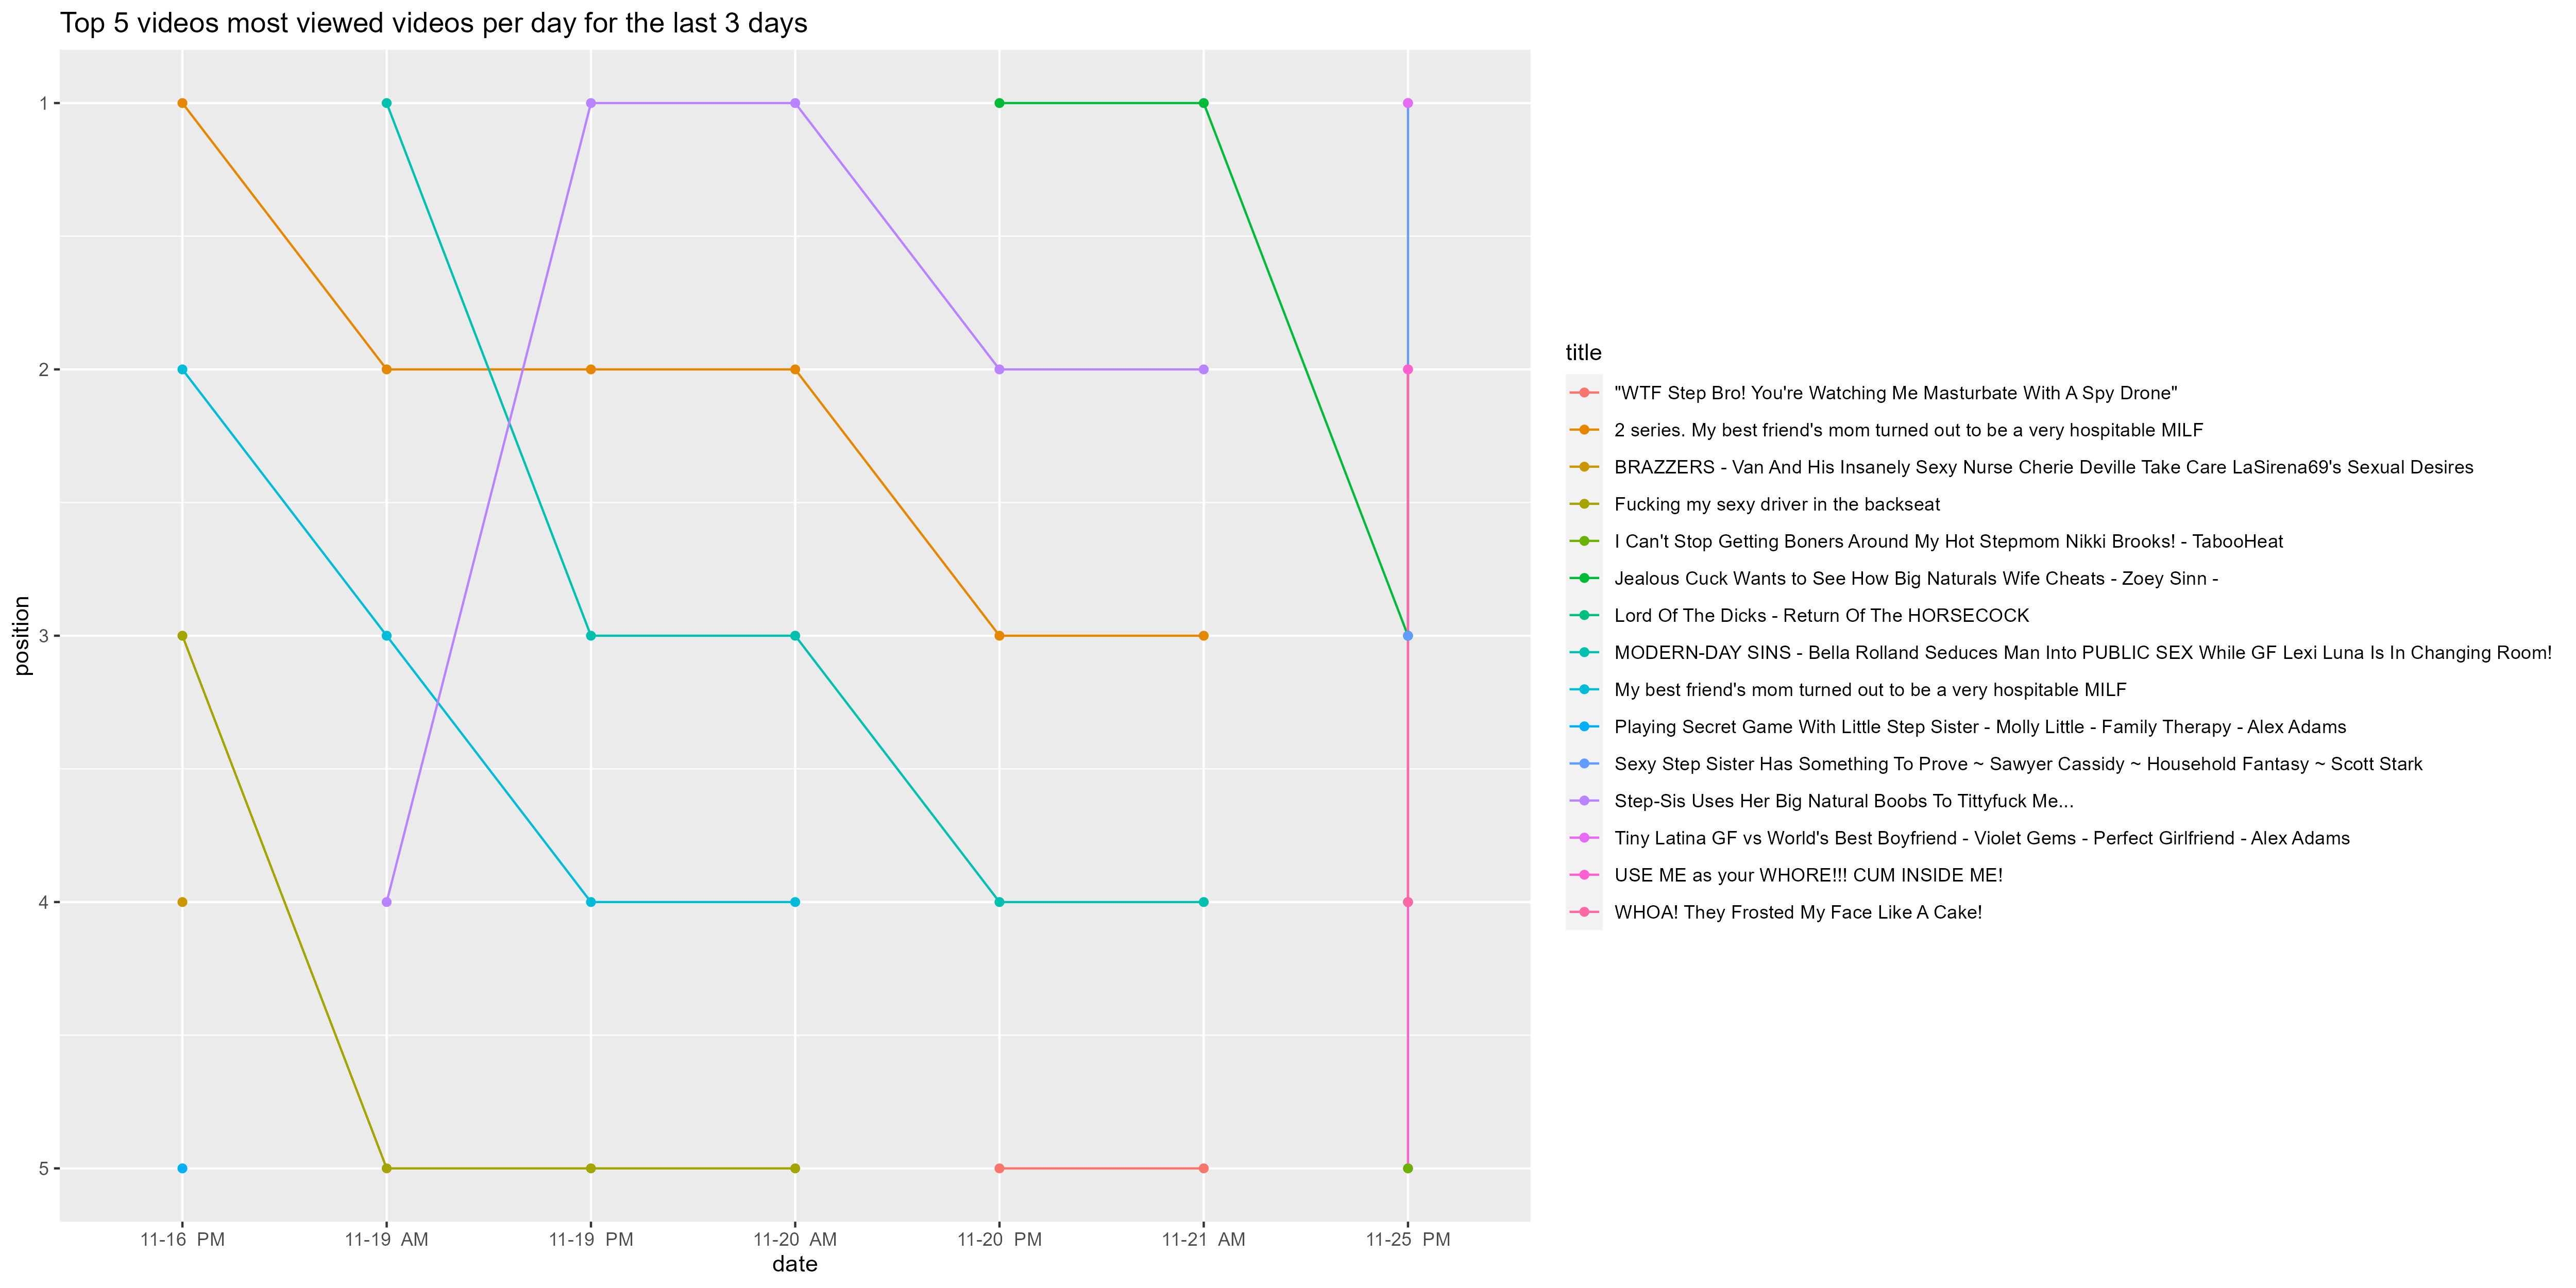 Top 5 videos most viewed videos per day for the last 3 days
position
1
2
3
4
5
11-16 PM
11-19 AM
11-19 PM
11-20 AM
11-20 PM
11-21 AM
11-25 PM
date
title
"WTF Step Bro! You're Watching Me Masturbate With A Spy Drone"
2 series. My best friend's mom turned out to be a very hospitable MILF
BRAZZERS - Van And His Insanely Sexy Nurse Cherie Deville Take Care LaSirena69's Sexual Desires
Fucking my sexy driver in the backseat
I Can't Stop Getting Boners Around My Hot Stepmom Nikki Brooks! - TabooHeat
Jealous Cuck Wants to See How Big Naturals Wife Cheats - Zoey Sinn -
Lord Of The Dicks - Return Of The HORSECOCK
MODERN-DAY SINS - Bella Rolland Seduces Man Into PUBLIC SEX While GF Lexi Luna Is In Changing Room!
My best friend's mom turned out to be a very hospitable MILF
Playing Secret Game With Little Step Sister - Molly Little - Family Therapy - Alex Adams
Sexy Step Sister Has Something To Prove ~ Sawyer Cassidy ~ Household Fantasy ~ Scott Stark
Step-Sis Uses Her Big Natural Boobs To Tittyfuck Me...
Tiny Latina GF vs World's Best Boyfriend - Violet Gems - Perfect Girlfriend - Alex Adams
USE ME as your WHORE!!! CUM INSIDE ME!
WHOA! They Frosted My Face Like A Cake!